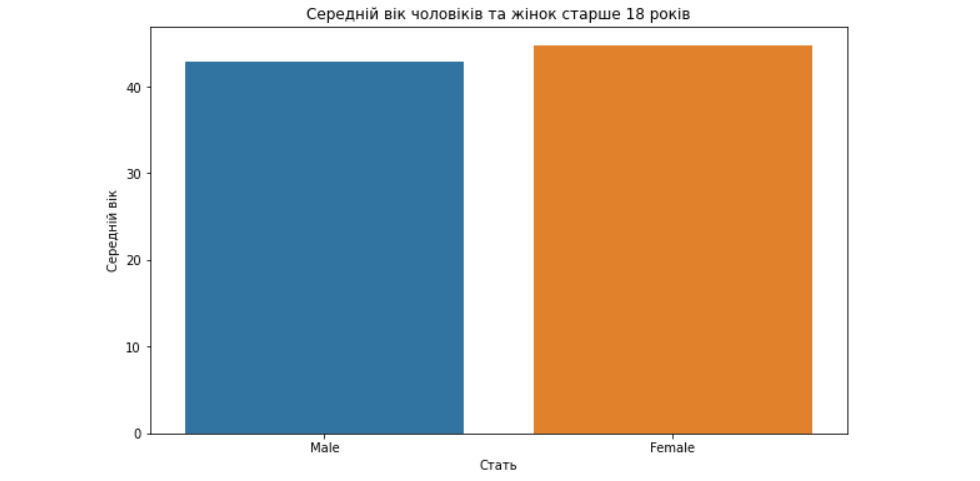 Середній вік чоловіків та жінок старше 18 років
Середній вік
40
30
20
10
0
Male Female
Стать